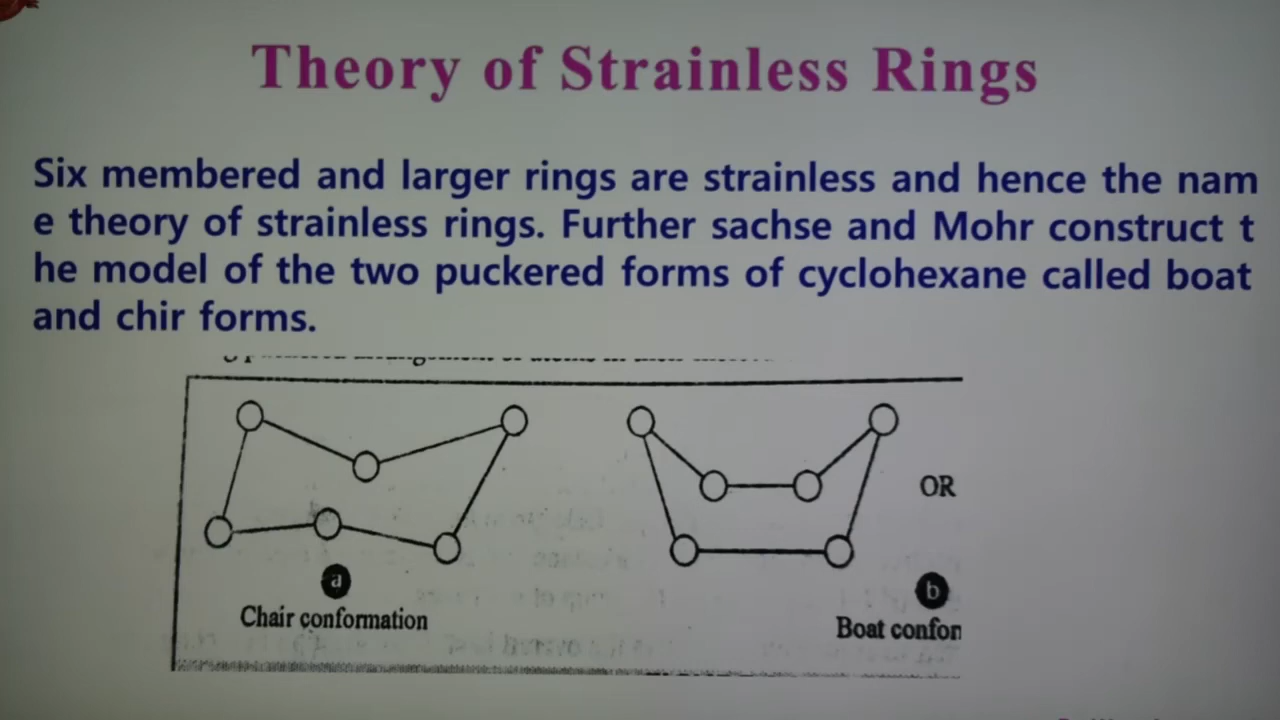 Theory of Strainless Rings
Six membered and larger rings are strainless and hence the nam
e theory of strainless rings. Further sachse and Mohr construct t
he model of the two puckered forms of cyclohexane called boat
and chir forms.
OR
a
b
Chair conformation
Boat confor